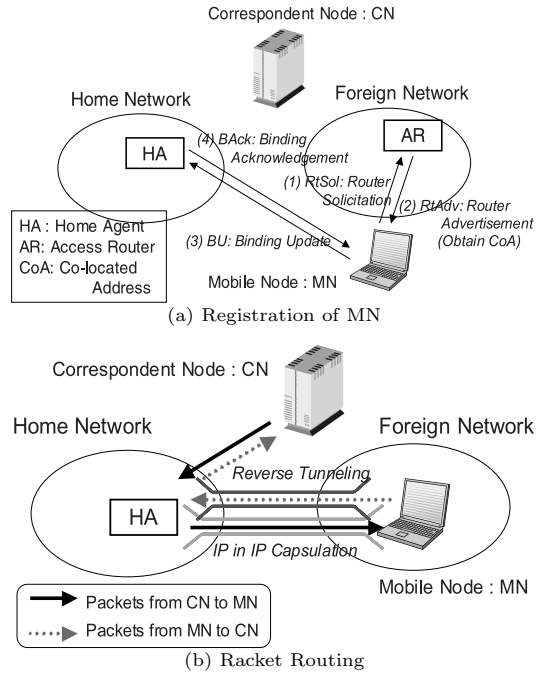 Correspondent Node : CN
Home Network
Foreign Network
HA
AR
(4) BAck: Binding
Acknowledgement
(1) RtSol: Router
Solicitation
(2) RtAdv: Router
Advertisement
(Obtain CoA)
(3) BU: Binding Update
HA : Home Agent
AR: Access Router
CoA: Co-located
Address
Mobile Node : MN
(a) Registration of MN
Correspondent Node : CN
Home Network
Foreign Network
Reverse Tunneling
HA
IP in IP Capsulation
Mobile Node : MN
Packets from CN to MN
Packets from MN to CN
(b) Racket Routing